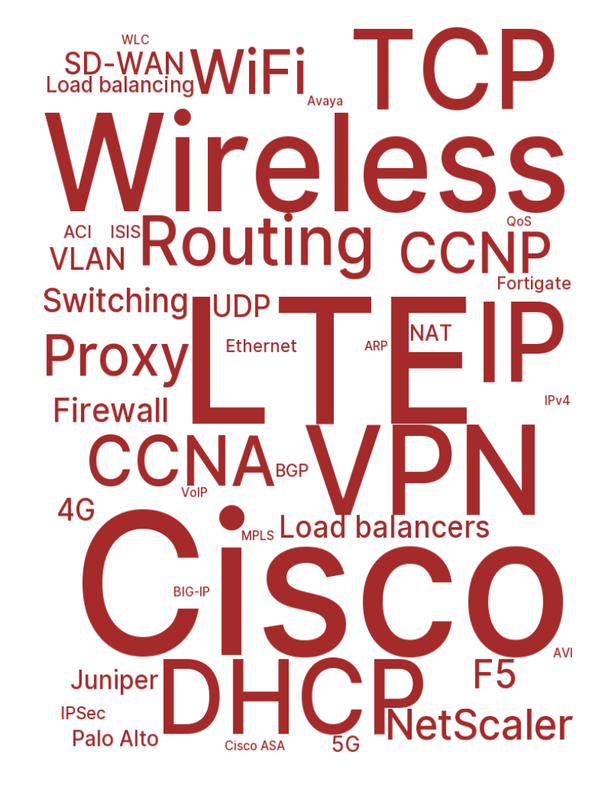 WLC
SD-WAN
WiFi
TCP
Load balancing
Avaya
Wireless
ACI
ISIS
Routing
QoS
CCNP
VLAN
Fortigate
Switching
UDP
LTE
IP
NAT
Ethernet
ARP
Proxy
IPv4
Firewall
CCNA
BGP
VPN
VoIP
4G
MPLS
Load balancers
Cisco
BIG-IP
AVI
Juniper
DHCP
F5
IPSec
NetScaler
Palo Alto
Cisco ASA
5G